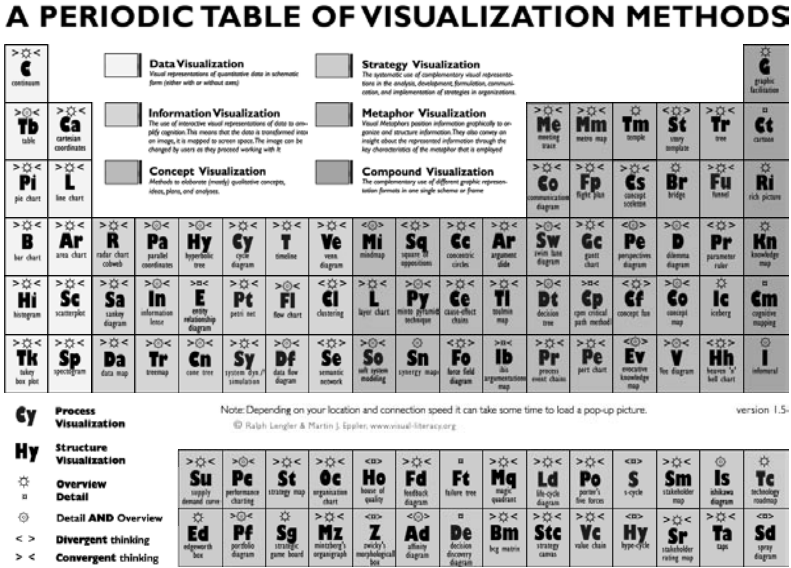 A PERIODIC TABLE OF VISUALIZATION METHODS
C
continuum
Data Visualization
Visual representations of quantitative data in schematic
form (either with or without axes)
Strategy Visualization
The systematic use of complementary visual representa-
tions in the analysis, development, formulation, communi-
cation, and implementation of strategies in organizations.
G
graphic
facilitation
Tb
table
Ca
cartesian
coordinates
Information Visualization
The use of interactive visual representations of data to am-
plify cognition. This means that the data is transformed into
an image, it is mapped to screen space. The image can be
changed by users as they proceed working with it
Metaphor Visualization
Visual Metaphors position information graphically to or-
ganize and structure information. They also convey an
insight about the represented information through the
key characteristics of the metaphor that is employed
Me
meeting
trace
Mm
metro map
Tm
temple
St
story
template
Tr
tree
Ct
cartoon
Pi
pie chart
L
line chart
Concept Visualization
Methods to elaborate (mostly) qualitative concepts,
ideas, plans, and analyses.
Compound Visualization
The complementary use of different graphic represen-
tation formats in one single schema or frame
Co
communication
diagram
Fp
flight plan
Cs
concept
sceleton
Br
bridge
Fu
funnel
Ri
rich picture
B
bar chart
Ar
area chart
R
radar chart
cobweb
Pa
parallel
coordinates
Hy
hyperbolic
tree
Cy
cycle
diagram
T
timeline
Ve
venn
diagram
Mi
mindmap
Sq
square of
oppositions
Cc
concentric
circles
Ar
argument
slide
Sw
swim lane
diagram
Gc
gantt
chart
Pe
perspectives
diagram
D
dilemma
diagram
Pr
parameter
ruler
Kn
knowledge
map
Hi
histogram
Sc
scatterplot
Sa
sankey
diagram
In
information
lense
E
entity
relationship
diagram
Pt
petri net
Fl
flow chart
Cl
clustering
L
layer chart
Py
minto pyramid
technique
Ce
cause-effect
chains
Tl
toulmin
map
Dt
decision
tree
Cp
cpm critical
path method
Cf
concept fan
Co
concept
map
Ic
iceberg
Cm
cognitive
mapping
Tk
tukey
box plot
Sp
spectogram
Da
data map
Tr
treemap
Cn
cone tree
Sy
system dyn./
simulation
Df
data flow
diagram
Se
semantic
network
So
soft system
modeling
Sn
synergy map
Fo
force field
diagram
Ib
ibis
argumentation
map
Pr
process
event chains
Pe
pert chart
Ev
evocative
knowledge
map
V
Vee diagram
Hh
heaven 'n'
hell chart
I
infomural
Cy
Process
Visualization
Note: Depending on your location and connection speed it can take some time to load a pop-up picture.
© Ralph Lengler & Martin J. Eppler, www.visual-literacy.org
version 1.5
Hy
Structure
Visualization
Overview
Detail
Detail AND Overview
< > Divergent thinking
> < Convergent thinking
Su
supply
demand curve
Pc
performance
charting
St
strategy map
Oc
organisation
chart
Ho
house of
quality
Fd
feedback
diagram
Ft
failure tree
Mq
magic
quadrant
Ld
life-cycle
diagram
Po
porter's
five forces
S
s-cycle
Sm
stakeholder
map
Is
ishikawa
diagram
Tc
technology
roadmap
Ed
edgeworth
box
Pf
portfolio
diagram
Sg
strategic
game board
Mz
mintzberg's
organigraph
Z
zwicky's
morphological
box
Ad
affinity
diagram
De
decision
discovery
diagram
Bm
bcg matrix
Stc
strategy
canvas
Vc
value chain
Hy
hype-cycle
Sr
stakeholder
rating map
Ta
taps
Sd
spray
diagram